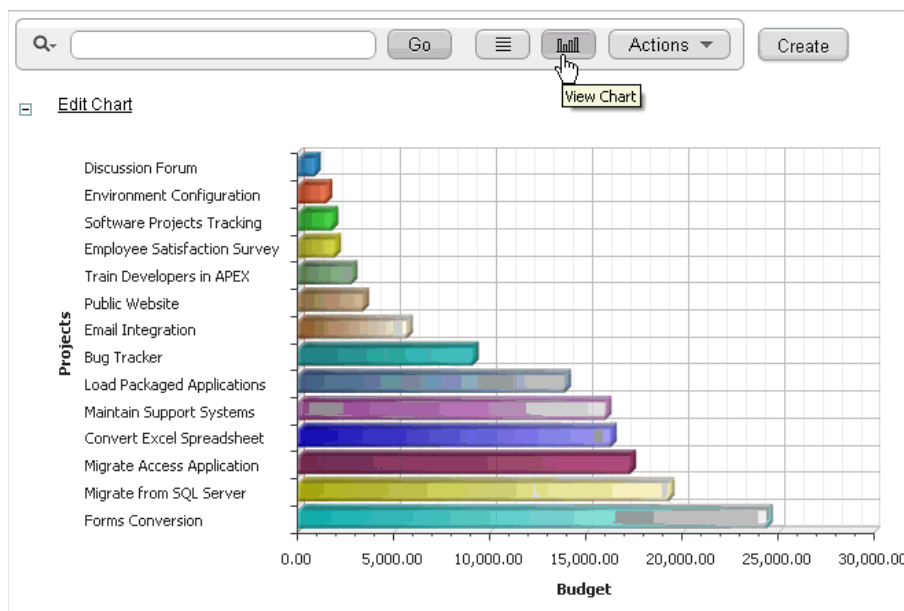 Go Actions Create
View Chart
Edit Chart
Discussion Forum
Environment Configuration
Software Projects Tracking
Employee Satisfaction Survey
Train Developers in APEX
Public Website
Email Integration
Bug Tracker
Load Packaged Applications
Maintain Support Systems
Convert Excel Spreadsheet
Migrate Access Application
Migrate from SQL Server
Forms Conversion
Projects
0.00 5,000.00 10,000.00 15,000.00 20,000.00 25,000.00 30,000.00
Budget